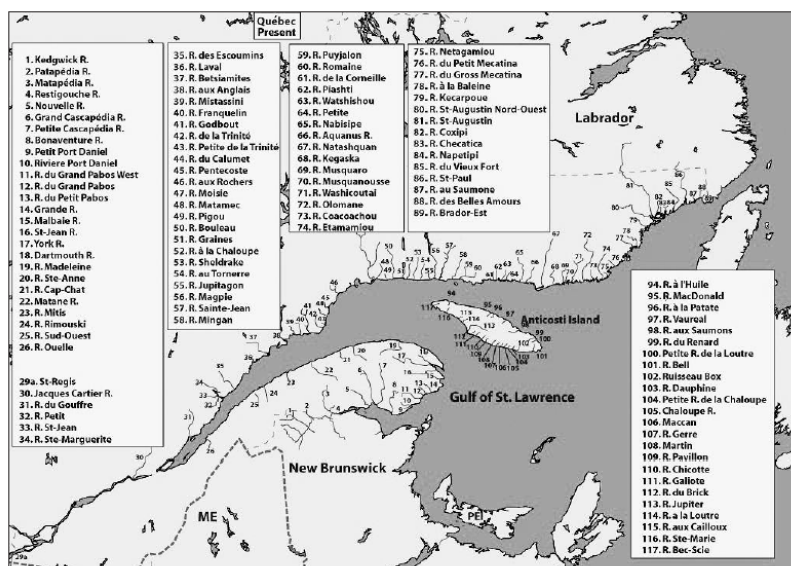 Québec
Present
1. Kedgwick R.
2. Patapédia R.
3. Matapédia R.
4. Restigouche R.
5. Nouvelle R.
6. Grand Cascapédia R.
7. Petite Cascapédia R.
8. Bonaventure R.
9. Petit Port Daniel
10. Riviere Port Daniel
11. R. du Grand Pabos West
12. R. du Grand Pabos
13. R. du Petit Pabos
14. Grande R.
15. Malbaie R.
16. St-Jean R.
17. York R.
18. Dartmouth R.
19. R. Madeleine
20. R. Ste-Anne
21. R. Cap-Chat
22. Matane R.
23. R. Mitis
24. R. Rimouski
25. R. Sud-Ouest
26. R. Ouelle
29a. St-Regis
30. Jacques Cartier R.
31. R. du Gouffre
32. R. Petit
33. R. St-Jean
34. R. Ste-Marguerite
35. R. des Escoumins
36. R. Laval
37. R. Betsiamites
38. R. aux Anglais
39. R. Mistassini
40. R. Franquelin
41. R. Godbout
42. R. de la Trinité
43. R. Petite de la Trinité
44. R. du Calumet
45. R. Pentecoste
46. R. aux Rochers
47. R. Moisie
48. R. Matamec
49. R. Pigou
50. R. Bouleau
51. R. Graines
52. R. à la Chaloupe
53. R. Sheldrake
54. R. au Tornerre
55. R. Jupitagon
56. R. Magpie
57. R. Sainte-Jean
58. R. Mingan
59. R. Puyjalon
60. R. Romaine
61. R. de la Corneille
62. R. Piashti
63. R. Watshishou
64. R. Petite
65. R. Nabisipe
66. R. Aquanus R.
67. R. Natashquan
68. R. Kegaska
69. R. Musquaro
70. R. Musquanousse
71. R. Washicoutai
72. R. Olomane
73. R. Coacoachou
74. R. Etamamiou
75. R. Netagamiou
76. R. du Petit Mecatina
77. R. du Gross Mecatina
78. R. à la Baleine
79. R. Kecarpoue
80. R. St-Augustin Nord-Ouest
81. R. St-Augustin
82. R. Coxipi
83. R. Checatica
84. R. Napetipi
85. R. du Vieux Fort
86. R. St-Paul
87. R. au Saumone
88. R. des Belles Amours
89. R. Brador-Est
Labrador
Anticosti Island
Gulf of St. Lawrence
New Brunswick
ME
PE
29a
94. R. à l'Huile
95. R. MacDonald
96. R. à la Patate
97. R. Vaureal
98. R. aux Saumons
99. R. du Renard
100. Petite R. de la Loutre
101. R. Bell
102. Ruisseau Box
103. R. Dauphine
104. Petite R. de la Chaloupe
105. Chaloupe R.
106. Maccan
107. R. Gerre
108. Martin
109. R. Pavillon
110. R. Chicotte
111. R. Galiote
112. R. du Brick
113. R. Jupiter
114. R. a la Loutre
115. R. aux Cailloux
116. R. Ste-Marie
117. R. Bec-Scie